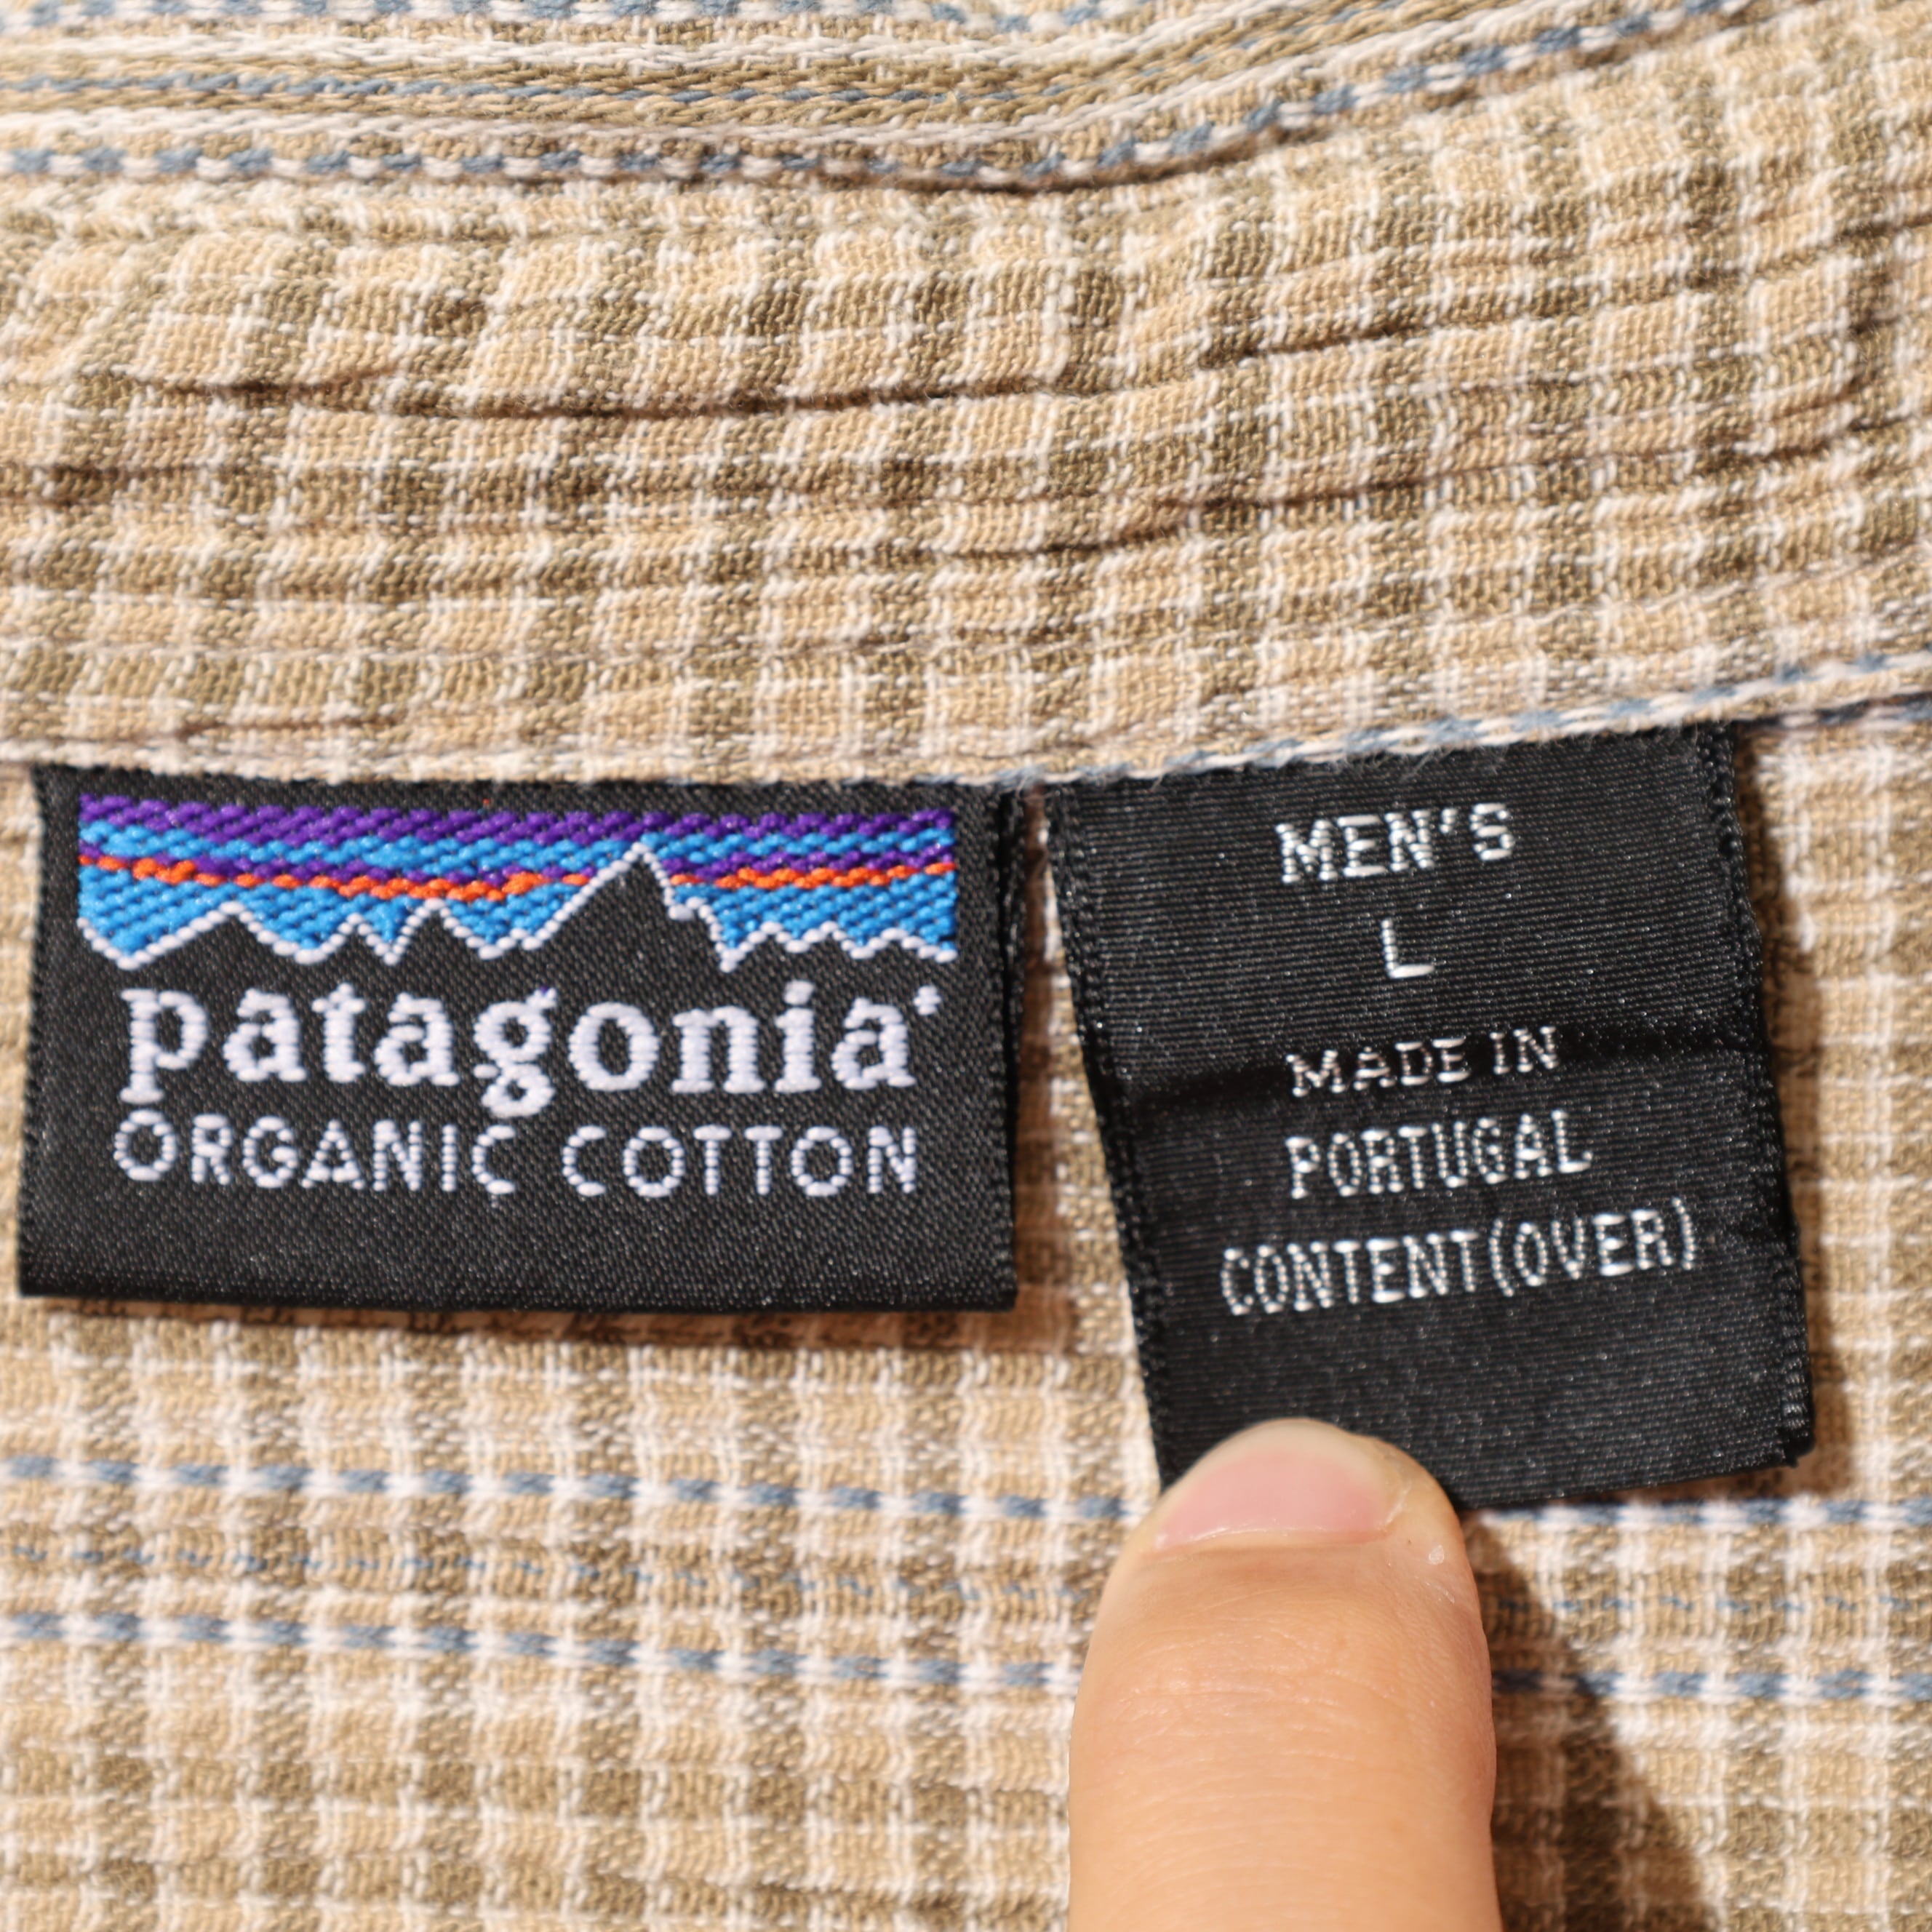 patagonia
ORGANIC COTTON
MEN'S
L
MADE IN
PORTUGAL
CONTENT(OVER)